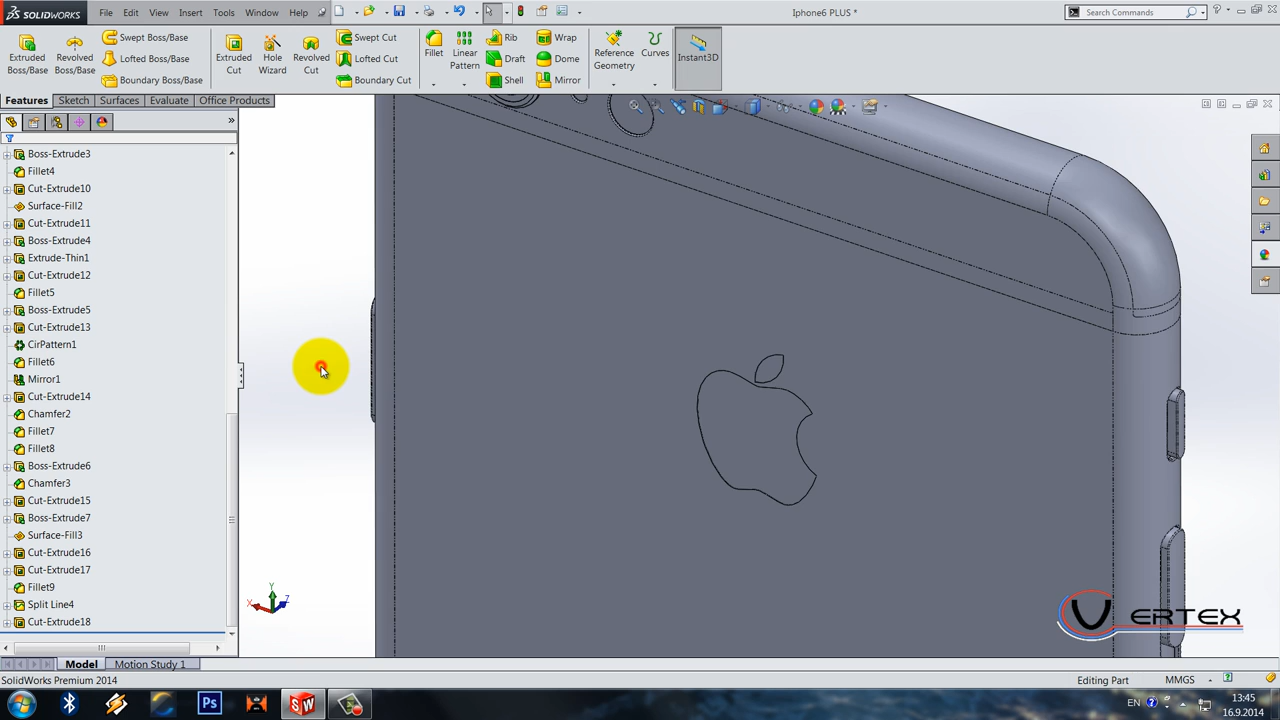 SOLIDWORKS
File Edit View Insert Tools Window Help
Iphone6 PLUS *
Search Commands
Extruded Boss/Base
Revolved Boss/Base
Swept Boss/Base
Lofted Boss/Base
Boundary Boss/Base
Extruded Cut
Hole Wizard
Revolved Cut
Swept Cut
Lofted Cut
Boundary Cut
Fillet
Linear Pattern
Rib
Draft
Shell
Wrap
Dome
Mirror
Reference Geometry
Curves
Instant3D
Features Sketch Surfaces Evaluate Office Products
Boss-Extrude3
Fillet4
Cut-Extrude10
Surface-Fill2
Cut-Extrude11
Boss-Extrude4
Extrude-Thin1
Cut-Extrude12
Fillet5
Boss-Extrude5
Cut-Extrude13
CirPattern1
Fillet6
Mirror1
Cut-Extrude14
Chamfer2
Fillet7
Fillet8
Boss-Extrude6
Chamfer3
Cut-Extrude15
Boss-Extrude7
Surface-Fill3
Cut-Extrude16
Cut-Extrude17
Fillet9
Split Line4
Cut-Extrude18
Y
X
Z
VERTEX
Model Motion Study 1
SolidWorks Premium 2014
Editing Part
MMGS
Ps
SW
EN
13:45
16.9.2014